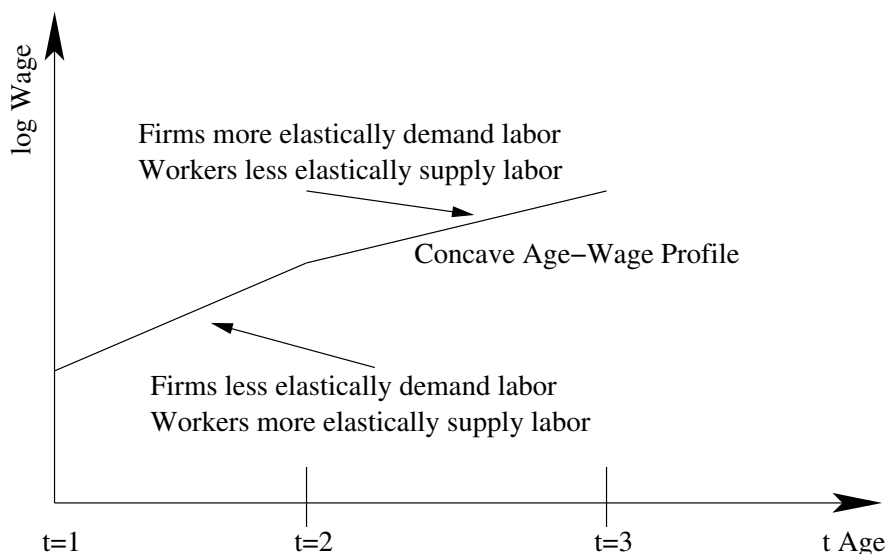 log Wage
Firms more elastically demand labor
Workers less elastically supply labor
Concave Age−Wage Profile
Firms less elastically demand labor
Workers more elastically supply labor
t=1
t=2
t=3
t Age